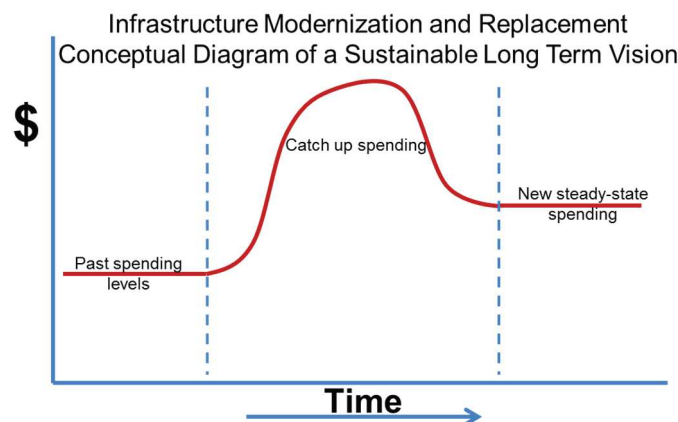 Infrastructure Modernization and Replacement
Conceptual Diagram of a Sustainable Long Term Vision
$
Catch up spending
New steady-state
spending
Past spending
levels
Time